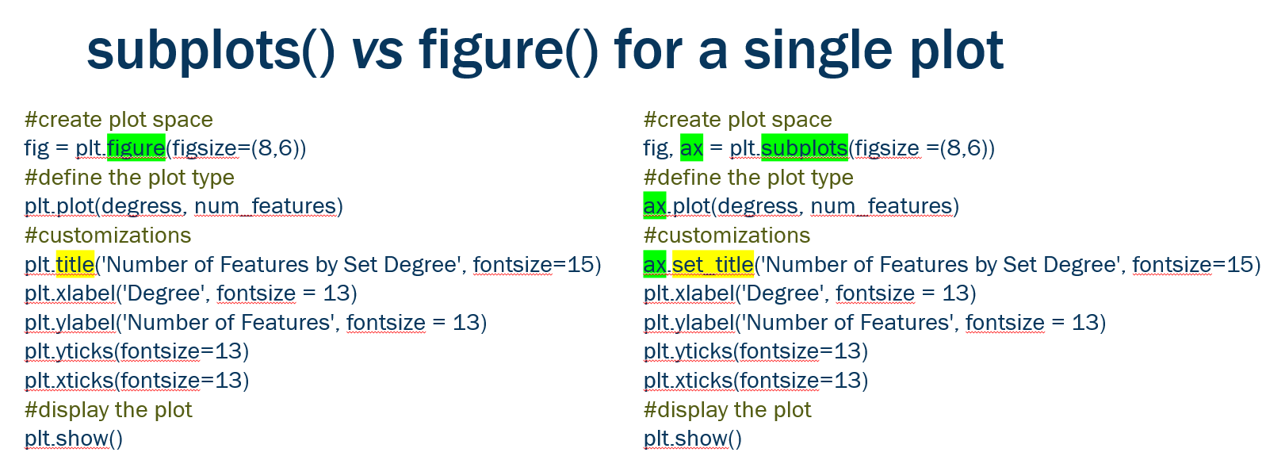 subplots() vs figure() for a single plot
#create plot space
fig = plt.figure(figsize=(8,6))
#define the plot type
plt.plot(degress, num_features)
#customizations
plt.title('Number of Features by Set Degree', fontsize=15)
plt.xlabel('Degree', fontsize = 13)
plt.ylabel('Number of Features', fontsize = 13)
plt.yticks(fontsize=13)
plt.xticks(fontsize=13)
#display the plot
plt.show()
#create plot space
fig, ax = plt.subplots(figsize =(8,6))
#define the plot type
ax.plot(degress, num_features)
#customizations
ax.set_title('Number of Features by Set Degree', fontsize=15)
plt.xlabel('Degree', fontsize = 13)
plt.ylabel('Number of Features', fontsize = 13)
plt.yticks(fontsize=13)
plt.xticks(fontsize=13)
#display the plot
plt.show()